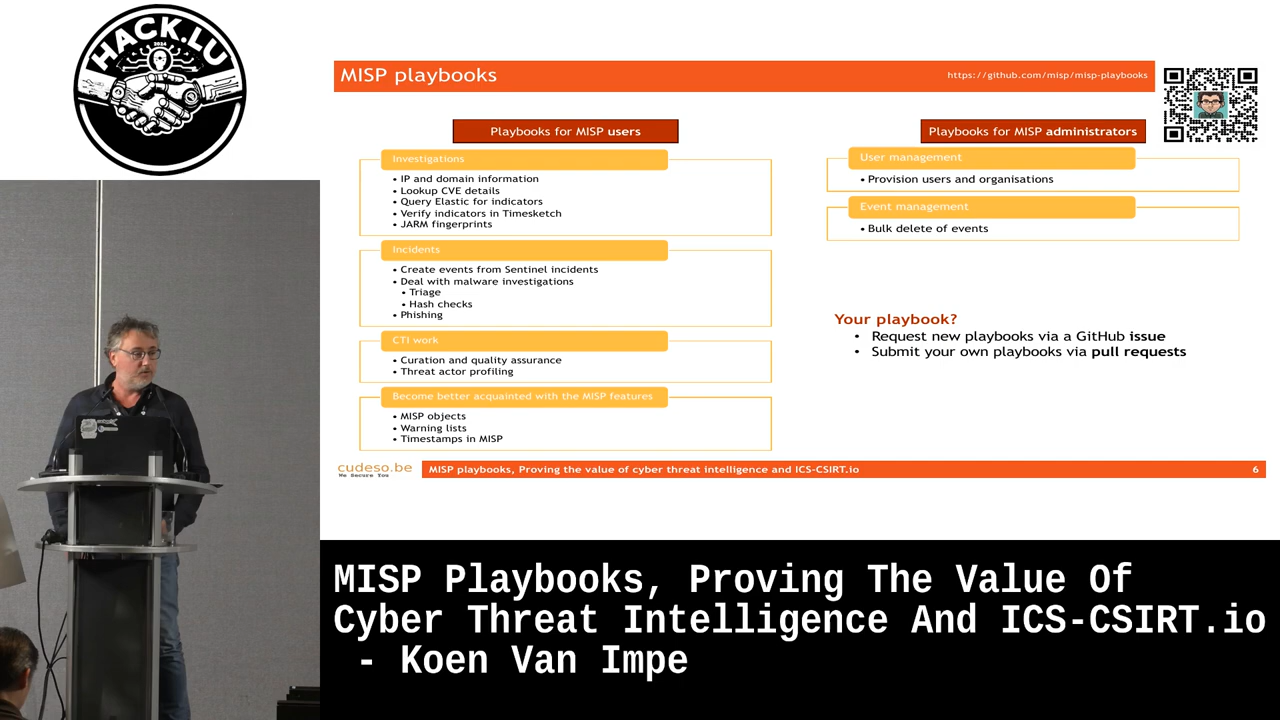 HACK.LU
2024
MISP playbooks
https://github.com/misp/misp-playbooks
Playbooks for MISP users
Investigations
• IP and domain information
• Lookup CVE details
• Query Elastic for indicators
• Verify indicators in Timesketch
• JARM fingerprints
Incidents
• Create events from Sentinel incidents
• Deal with malware investigations
• Triage
• Hash checks
• Phishing
CTI work
• Curation and quality assurance
• Threat actor profiling
Become better acquainted with the MISP features
• MISP objects
• Warning lists
• Timestamps in MISP
Playbooks for MISP administrators
User management
• Provision users and organisations
Event management
• Bulk delete of events
Your playbook?
• Request new playbooks via a GitHub issue
• Submit your own playbooks via pull requests
cudeso.be
We Secure You
MISP playbooks, Proving the value of cyber threat intelligence and ICS-CSIRT.io
6
MISP Playbooks, Proving The Value Of
Cyber Threat Intelligence And ICS-CSIRT.io
- Koen Van Impe